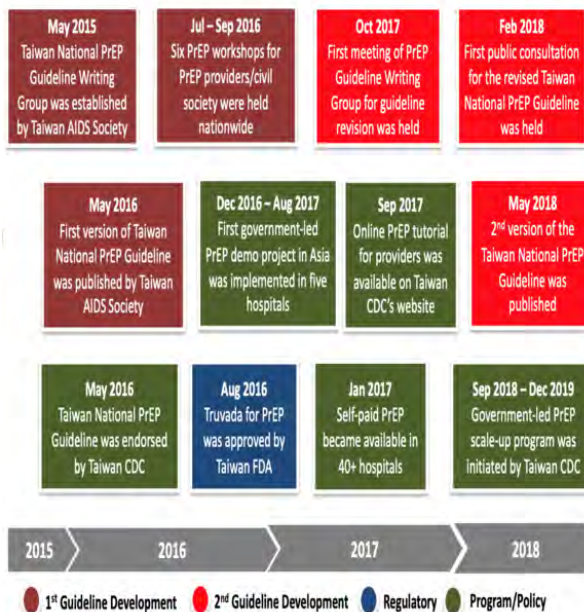 May 2015
Taiwan National PrEP
Guideline Writing
Group was established
by Taiwan AIDS Society
Jul – Sep 2016
Six PrEP workshops for
PrEP providers/civil
society were held
nationwide
Oct 2017
First meeting of PrEP
Guideline Writing
Group for guideline
revision was held
Feb 2018
First public consultation
for the revised Taiwan
National PrEP Guideline
was held
May 2016
First version of Taiwan
National PrEP Guideline
was published by Taiwan
AIDS Society
Dec 2016 – Aug 2017
First government-led
PrEP demo project in Asia
was implemented in five
hospitals
Sep 2017
Online PrEP tutorial
for providers was
available on Taiwan
CDC's website
May 2018
2nd version of the
Taiwan National PrEP
Guideline was
published
May 2016
Taiwan National PrEP
Guideline was endorsed
by Taiwan CDC
Aug 2016
Truvada for PrEP
was approved by
Taiwan FDA
Jan 2017
Self-paid PrEP
became available in
40+ hospitals
Sep 2018 – Dec 2019
Government-led PrEP
scale-up program was
initiated by Taiwan CDC
2015 2016 2017 2018
1st Guideline Development 2nd Guideline Development Regulatory Program/Policy